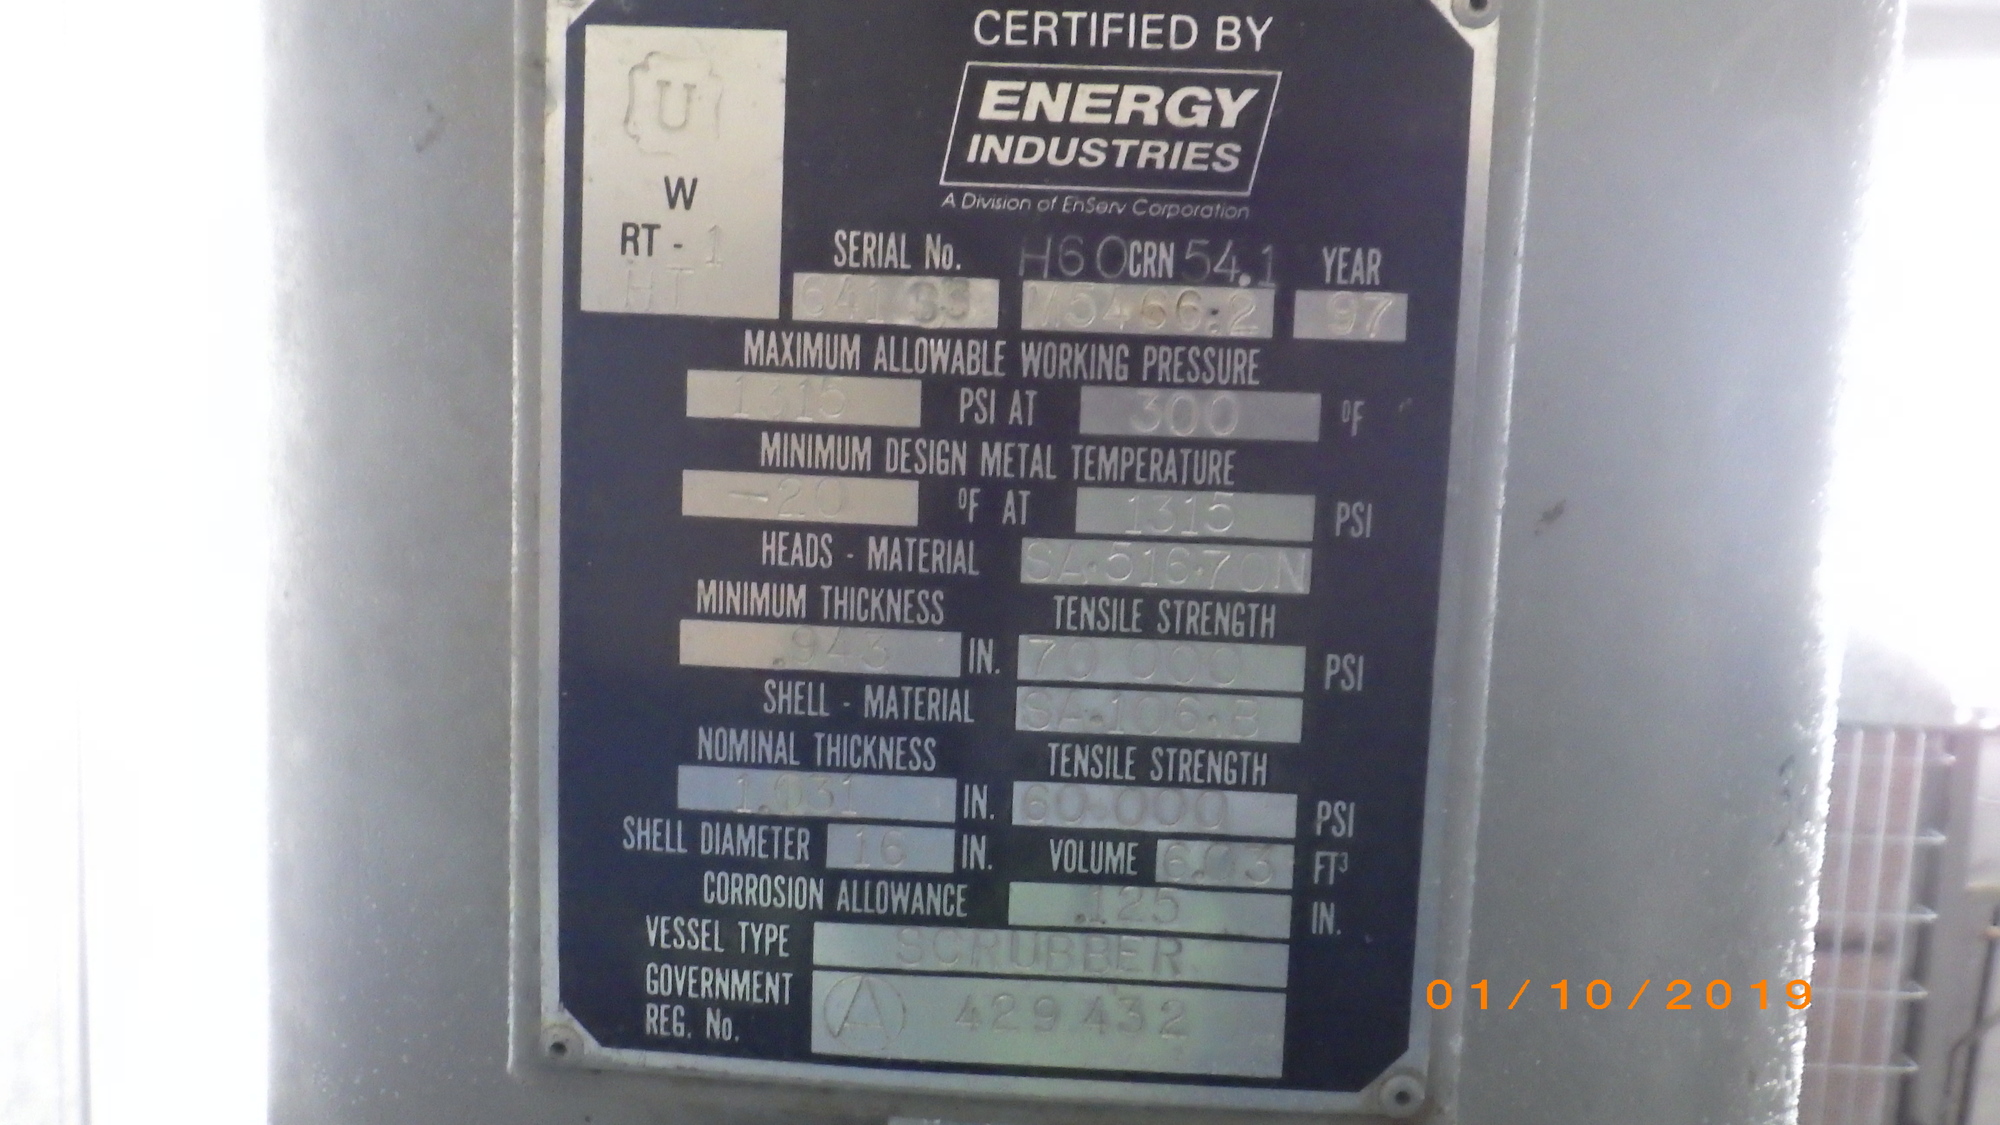 CERTIFIED BY
ENERGY
INDUSTRIES
A Division of EnServ Corporation
U
W
RT - 1
HT
SERIAL No. H60 CRN 54.1 YEAR
64133 M5466.2 97
MAXIMUM ALLOWABLE WORKING PRESSURE
1315 PSI AT 300 °F
MINIMUM DESIGN METAL TEMPERATURE
-20 °F AT 1315 PSI
HEADS - MATERIAL SA.516.70N
MINIMUM THICKNESS TENSILE STRENGTH
.943 IN. 70 000 PSI
SHELL - MATERIAL SA.106.B
NOMINAL THICKNESS TENSILE STRENGTH
1.031 IN. 60.000 PSI
SHELL DIAMETER 16 IN. VOLUME 6.03 FT³
CORROSION ALLOWANCE .125 IN.
VESSEL TYPE SCRUBBER
GOVERNMENT
REG. No. A 429432
01/10/2019